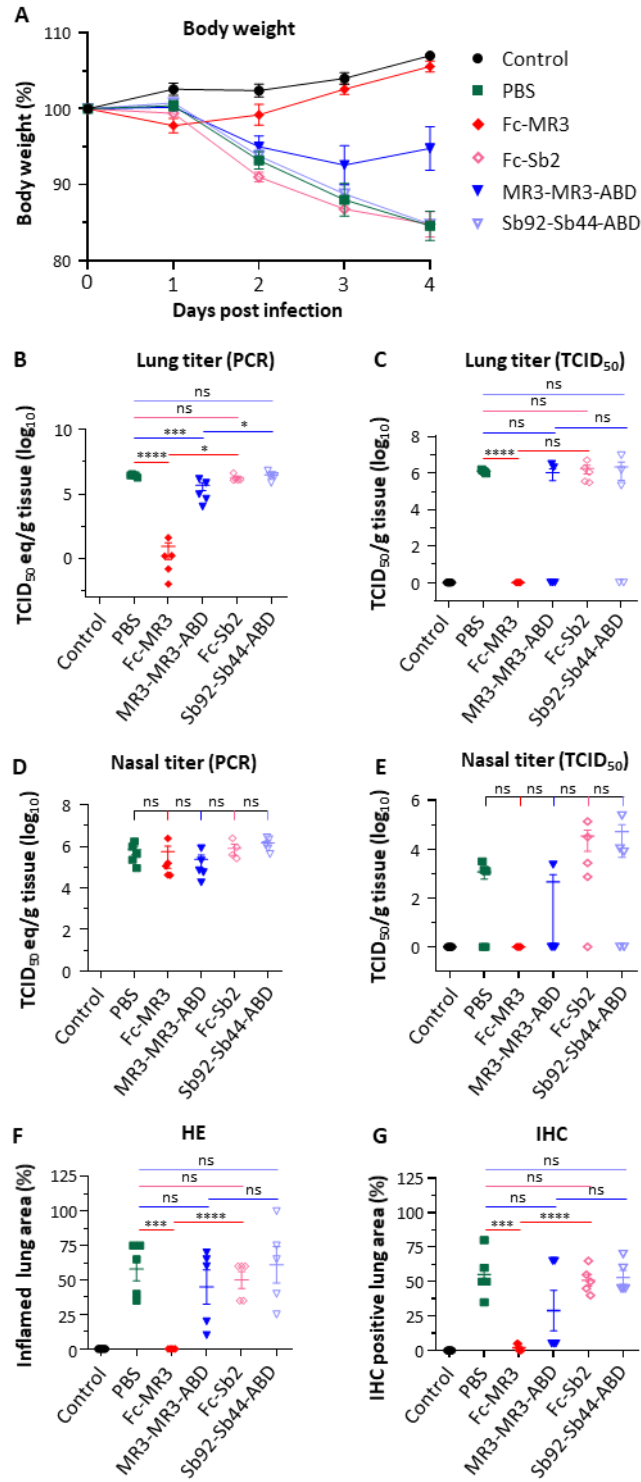 A
Body weight
Body weight (%)
110
100
90
80
0
1
2
3
4
Days post infection
Control
PBS
Fc-MR3
Fc-Sb2
MR3-MR3-ABD
Sb92-Sb44-ABD
B
Lung titer (PCR)
TCID50 eq/g tissue (log10)
ns
ns
***
*
****
*
10
5
0
Control
PBS
Fc-MR3
MR3-MR3-ABD
Fc-Sb2
Sb92-Sb44-ABD
C
Lung titer (TCID50)
TCID50/g tissue (log10)
ns
ns
ns
ns
****
ns
8
6
4
2
0
Control
PBS
Fc-MR3
MR3-MR3-ABD
Fc-Sb2
Sb92-Sb44-ABD
D
Nasal titer (PCR)
TCID50 eq/g tissue (log10)
ns
ns
ns
ns
8
6
4
2
0
Control
PBS
Fc-MR3
MR3-MR3-ABD
Fc-Sb2
Sb92-Sb44-ABD
E
Nasal titer (TCID50)
TCID50/g tissue (log10)
ns
ns
ns
ns
6
4
2
0
Control
PBS
Fc-MR3
MR3-MR3-ABD
Fc-Sb2
Sb92-Sb44-ABD
F
HE
Inflamed lung area (%)
ns
ns
ns
ns
***
****
125
100
75
50
25
0
Control
PBS
Fc-MR3
MR3-MR3-ABD
Fc-Sb2
Sb92-Sb44-ABD
G
IHC
IHC positive lung area (%)
ns
ns
ns
ns
***
****
125
100
75
50
25
0
Control
PBS
Fc-MR3
MR3-MR3-ABD
Fc-Sb2
Sb92-Sb44-ABD